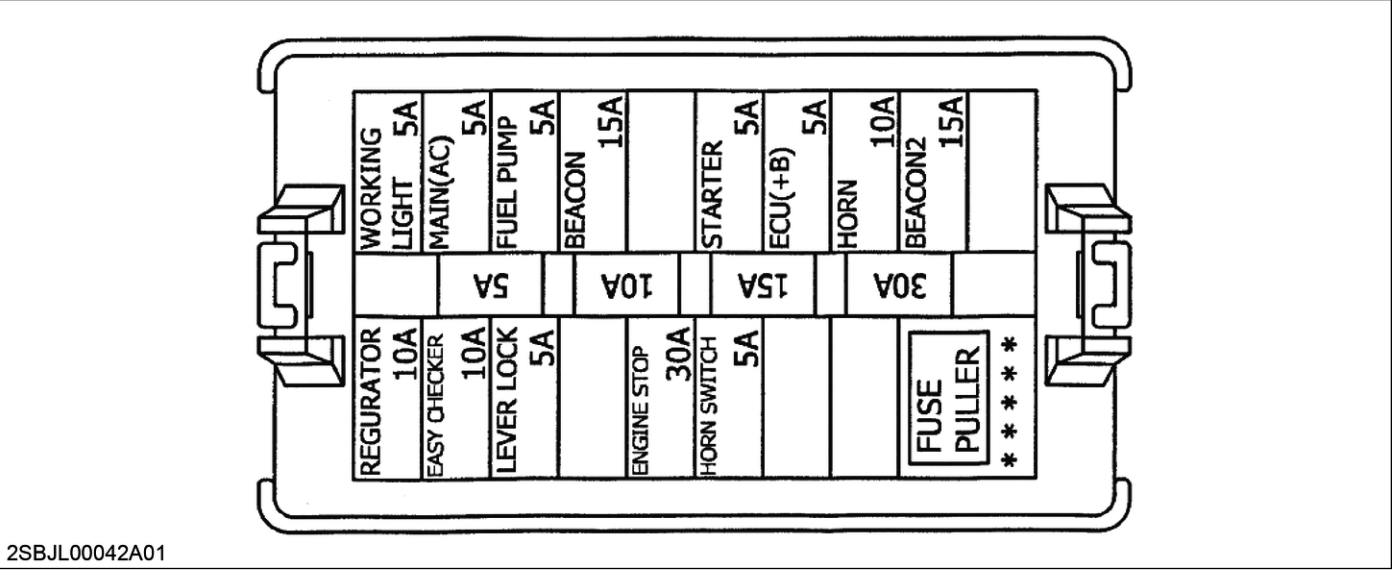 WORKING
LIGHT 5A
MAIN(AC) 5A
FUEL PUMP 5A
BEACON 15A
STARTER 5A
ECU(+B) 5A
HORN 10A
BEACON2 15A
5A
10A
15A
30A
REGURATOR 10A
EASY CHECKER 10A
LEVER LOCK 5A
ENGINE STOP 30A
HORN SWITCH 5A
FUSE
PULLER
*****
2SBJL00042A01